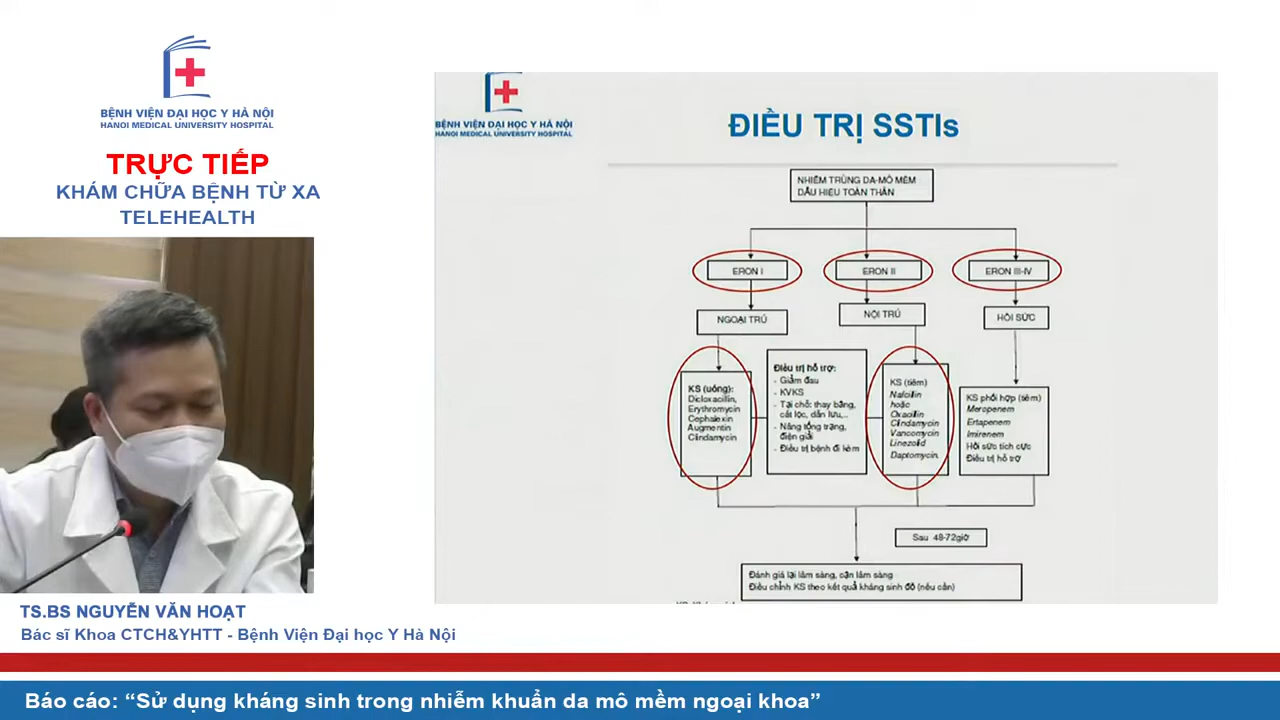 BỆNH VIỆN ĐẠI HỌC Y HÀ NỘI
HANOI MEDICAL UNIVERSITY HOSPITAL
TRỰC TIẾP
KHÁM CHỮA BỆNH TỪ XA
TELEHEALTH
BỆNH VIỆN ĐẠI HỌC Y HÀ NỘI
HANOI MEDICAL UNIVERSITY HOSPITAL
ĐIỀU TRỊ SSTIs
NHIỄM TRÙNG DA-MÔ MỀM
DẤU HIỆU TOÀN THÂN
ERON I
ERON II
ERON III-IV
NGOẠI TRÚ
NỘI TRÚ
HỒI SỨC
KS (uống):
Dicloxacillin,
Erythromycin
Cephalexin
Augmentin
Clindamycin
Điều trị hỗ trợ:
- Giảm đau
- KVKS
- Tại chỗ: thay băng,
cắt lọc, dẫn lưu,..
- Nâng tổng trạng,
điện giải
- Điều trị bệnh đi kèm
KS (tiêm)
Nafcilin
hoặc
Oxacillin
Clindamycin
Vancomycin
Linezolid
Daptomycin.
KS phối hợp (tiêm)
Meropenem
Ertapenem
Imirenem
Hồi sức tích cực
Điều trị hỗ trợ
Sau 48-72giờ
Đánh giá lại lâm sàng, cận lâm sàng
Điều chỉnh KS theo kết quả kháng sinh đồ (nếu cần)
TS.BS NGUYỄN VĂN HOẠT
Bác sĩ Khoa CTCH&YHTT - Bệnh Viện Đại học Y Hà Nội
Báo cáo: “Sử dụng kháng sinh trong nhiễm khuẩn da mô mềm ngoại khoa”